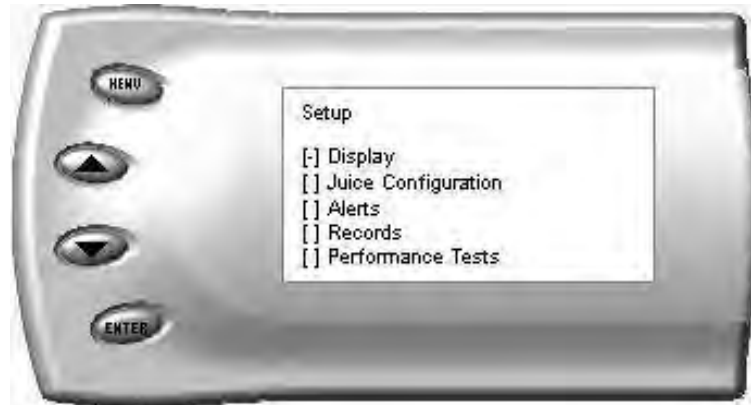 MENU
Setup
[-] Display
[ ] Juice Configuration
[ ] Alerts
[ ] Records
[ ] Performance Tests
ENTER